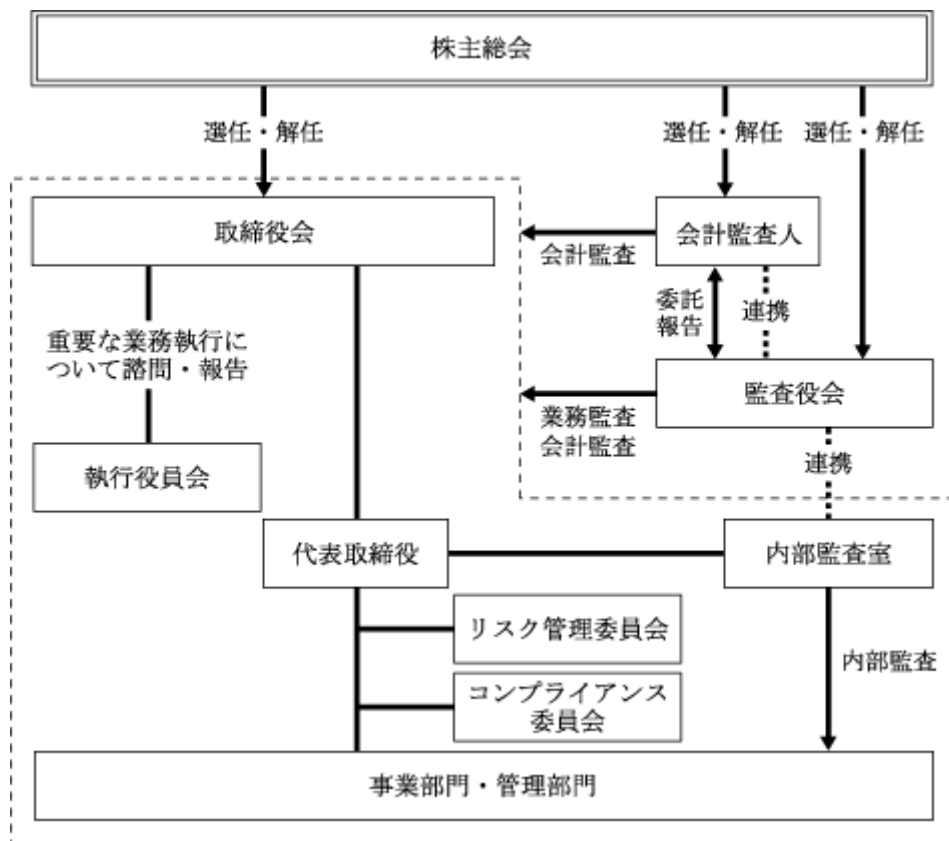 株主総会
選任・解任
選任・解任
選任・解任
取締役会
会計監査人
会計監査
委託
報告
連携
重要な業務執行に
ついて諮問・報告
監査役会
業務監査
会計監査
執行役員会
連携
代表取締役
内部監査室
リスク管理委員会
内部監査
コンプライアンス
委員会
事業部門・管理部門